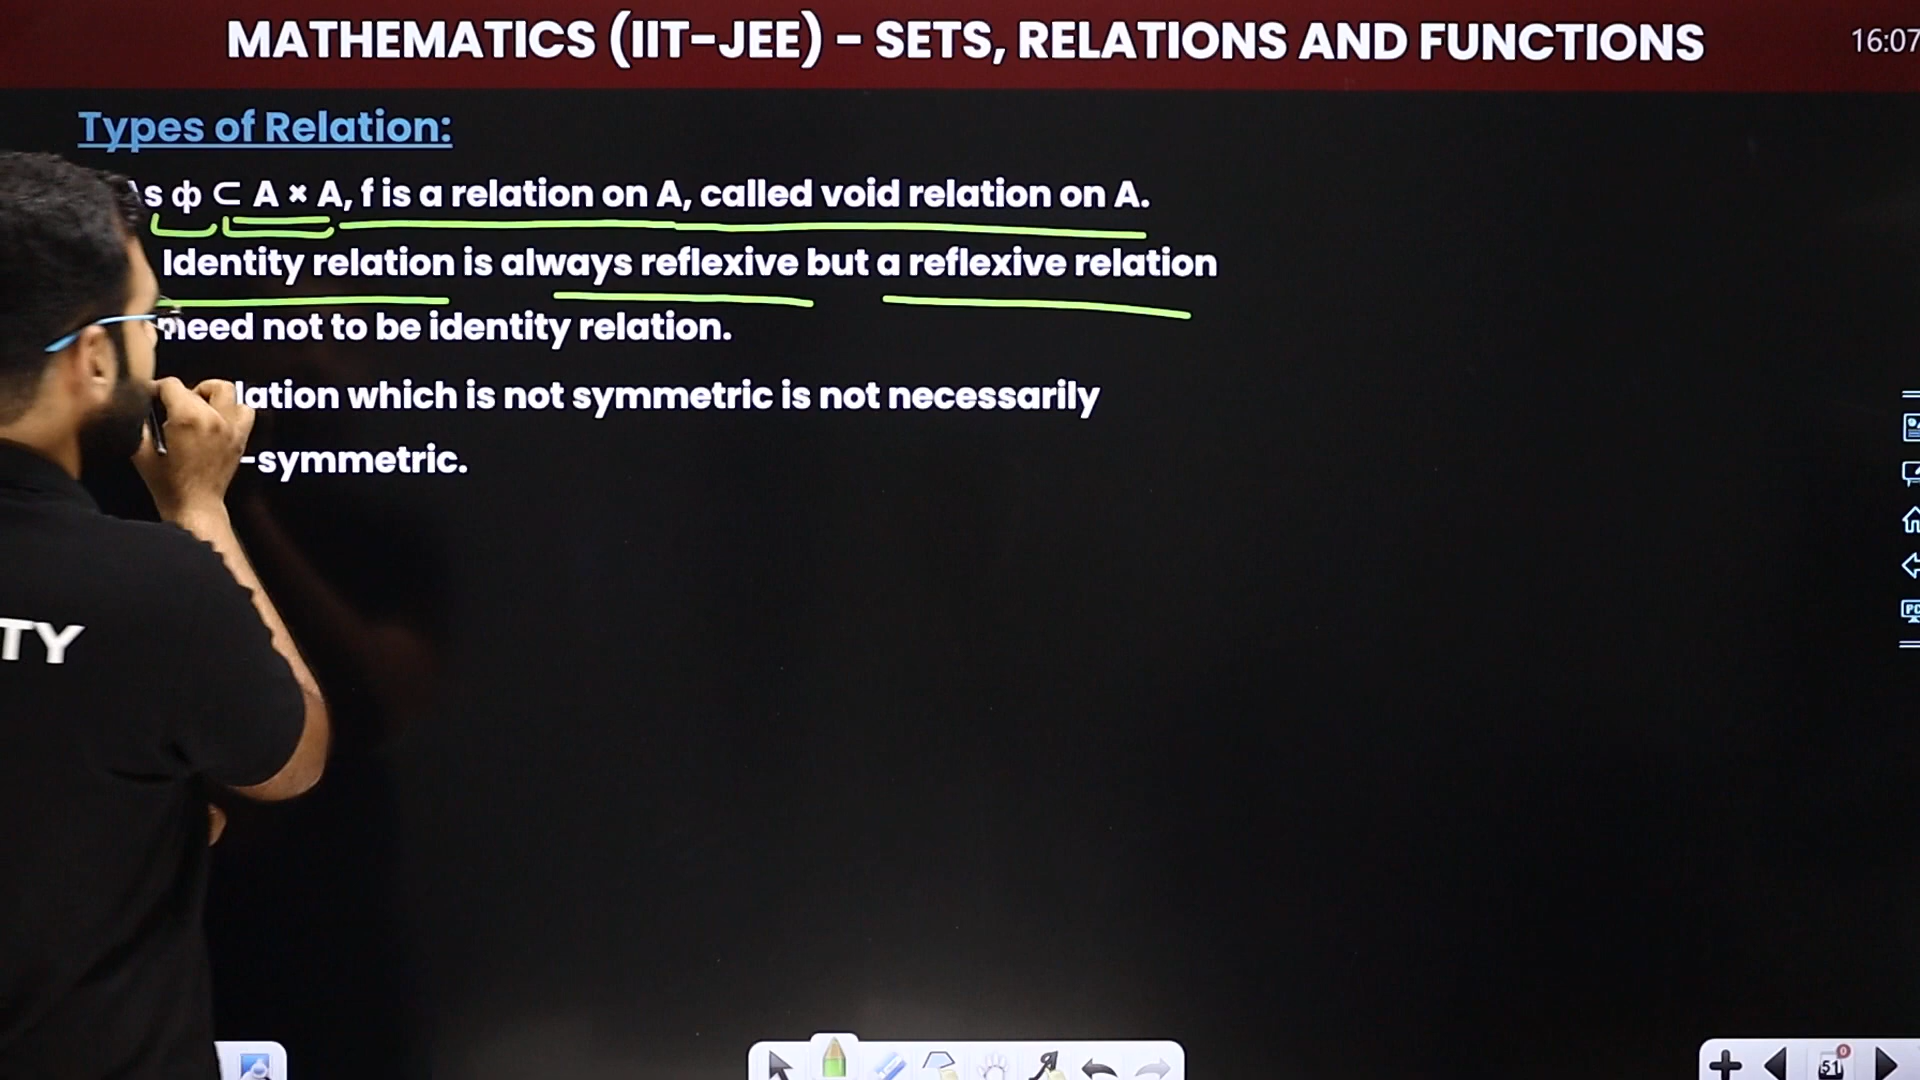 MATHEMATICS (IIT-JEE) - SETS, RELATIONS AND FUNCTIONS
16:07
Types of Relation:
ф ⊂ A × A, f is a relation on A, called void relation on A.
Identity relation is always reflexive but a reflexive relation
need not to be identity relation.
lation which is not symmetric is not necessarily
-symmetric.
TY
51
0